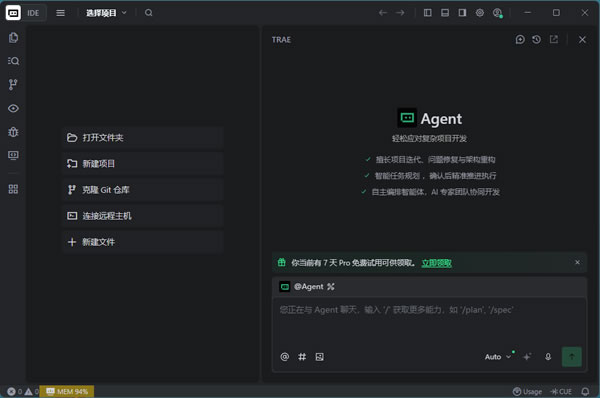 IDE
选择项目
TRAE
打开文件夹
新建项目
克隆 Git 仓库
连接远程主机
新建文件
Agent
轻松应对复杂项目开发
擅长项目迭代、问题修复与架构重构
智能任务规划，确认后精准推进执行
自主编排智能体，AI 专家团队协同开发
你当前有 7 天 Pro 免费试用可供领取。 立即领取
@Agent
您正在与 Agent 聊天，输入 '/' 获取更多能力，如 '/plan', '/spec'
Auto
0 0 MEM 94%
Usage
CUE